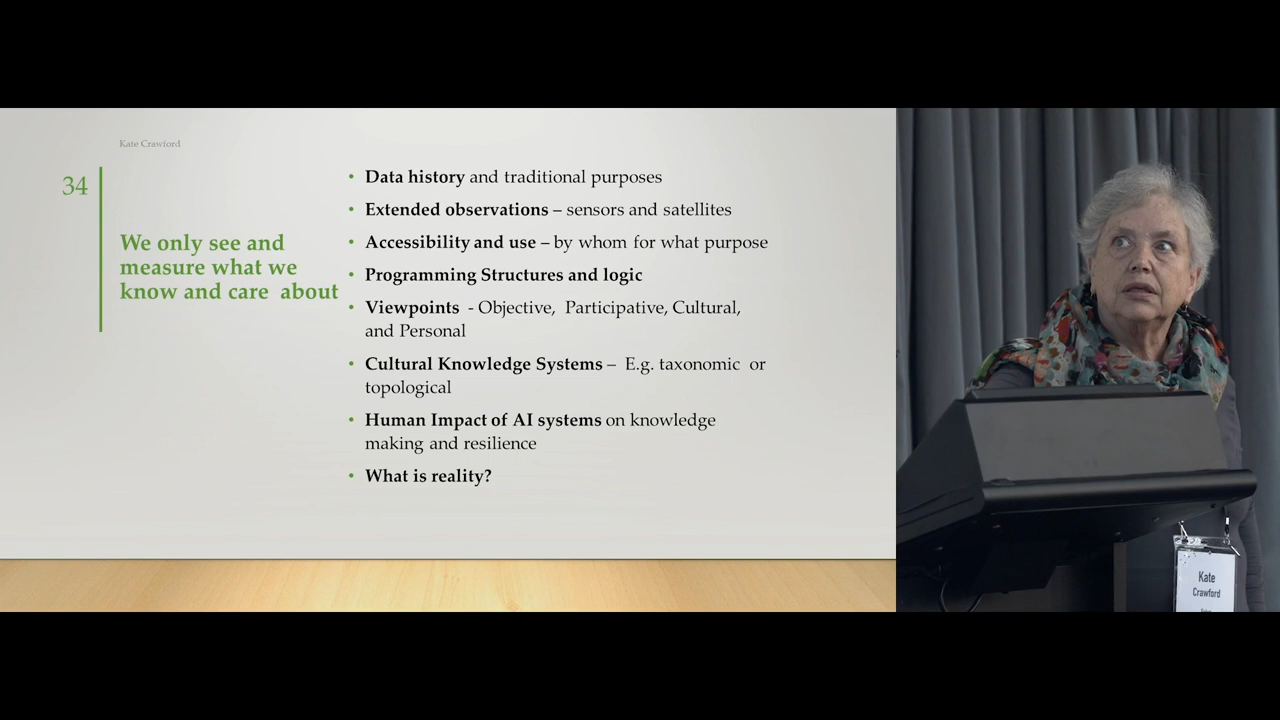 Kate Crawford
34
We only see and
measure what we
know and care about
• Data history and traditional purposes
• Extended observations – sensors and satellites
• Accessibility and use – by whom for what purpose
• Programming Structures and logic
• Viewpoints - Objective, Participative, Cultural,
and Personal
• Cultural Knowledge Systems – E.g. taxonomic or
topological
• Human Impact of AI systems on knowledge
making and resilience
• What is reality?
Kate
Crawford